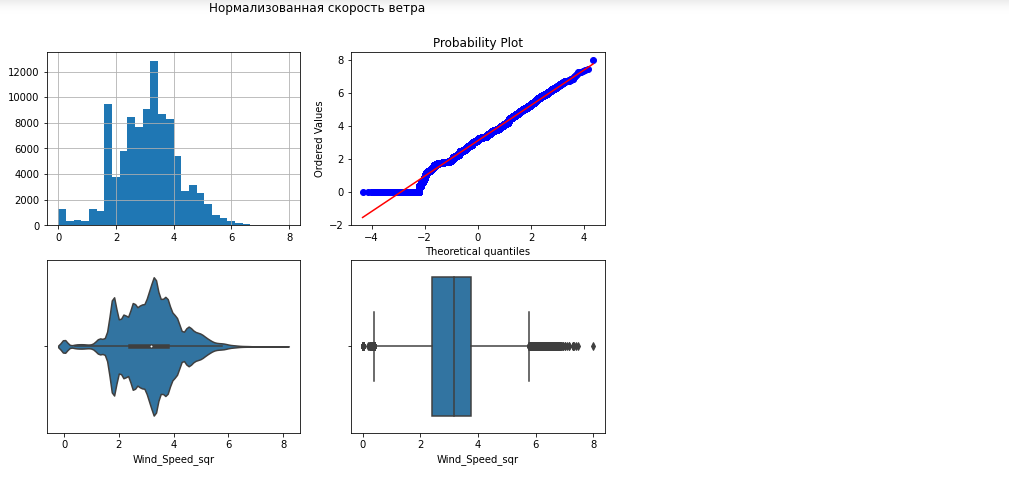 Нормализованная скорость ветра
12000
10000
8000
6000
4000
2000
0
0 2 4 6 8
Probability Plot
Ordered Values
8
6
4
2
0
−2
−4 −2 0 2 4
Theoretical quantiles
0 2 4 6 8
Wind_Speed_sqr
0 2 4 6 8
Wind_Speed_sqr